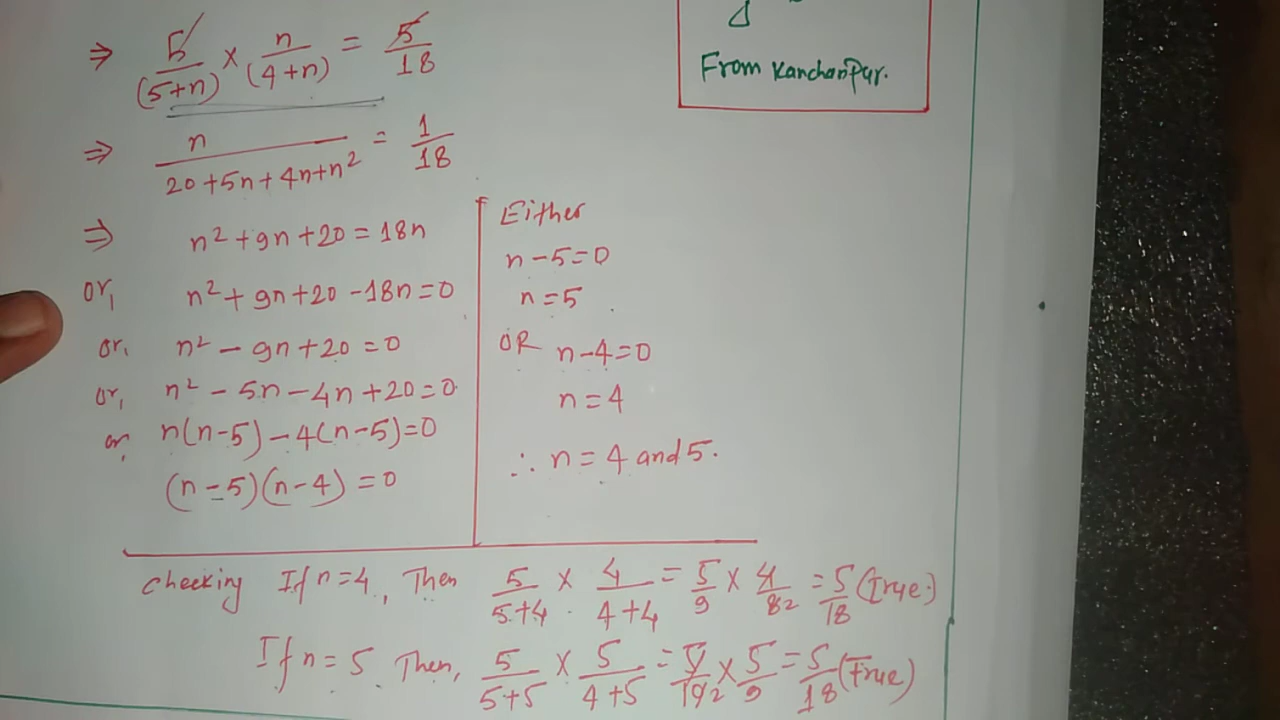 ⇒ 5/(5+n) × n/(4+n) = 5/18
From Kanchanpur.
⇒ n/(20+5n+4n+n²) = 1/18
⇒ n²+9n+20 = 18n
or, n²+9n+20-18n=0
or, n²-9n+20=0
or, n²-5n-4n+20=0
or, n(n-5)-4(n-5)=0
(n-5)(n-4)=0
Either
n-5=0
n=5
OR n-4=0
n=4
∴ n=4 and 5.
checking If n=4, Then 5/(5+4) × 4/(4+4) = 5/9 × 4/82 = 5/18 (True.)
If n=5 Then, 5/(5+5) × 5/(4+5) = 5/102 × 5/9 = 5/18 (True)